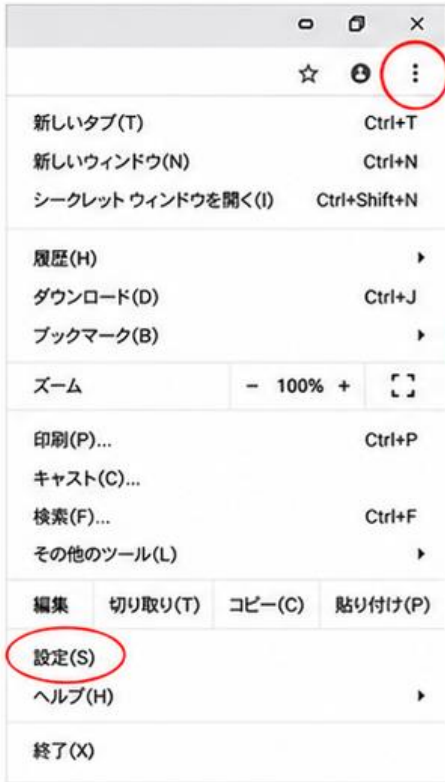 新しいタブ(T) Ctrl+T
新しいウィンドウ(N) Ctrl+N
シークレット ウィンドウを開く(I) Ctrl+Shift+N
履歴(H)
ダウンロード(D) Ctrl+J
ブックマーク(B)
ズーム - 100% +
印刷(P)... Ctrl+P
キャスト(C)...
検索(F)... Ctrl+F
その他のツール(L)
編集 切り取り(T) コピー(C) 貼り付け(P)
設定(S)
ヘルプ(H)
終了(X)